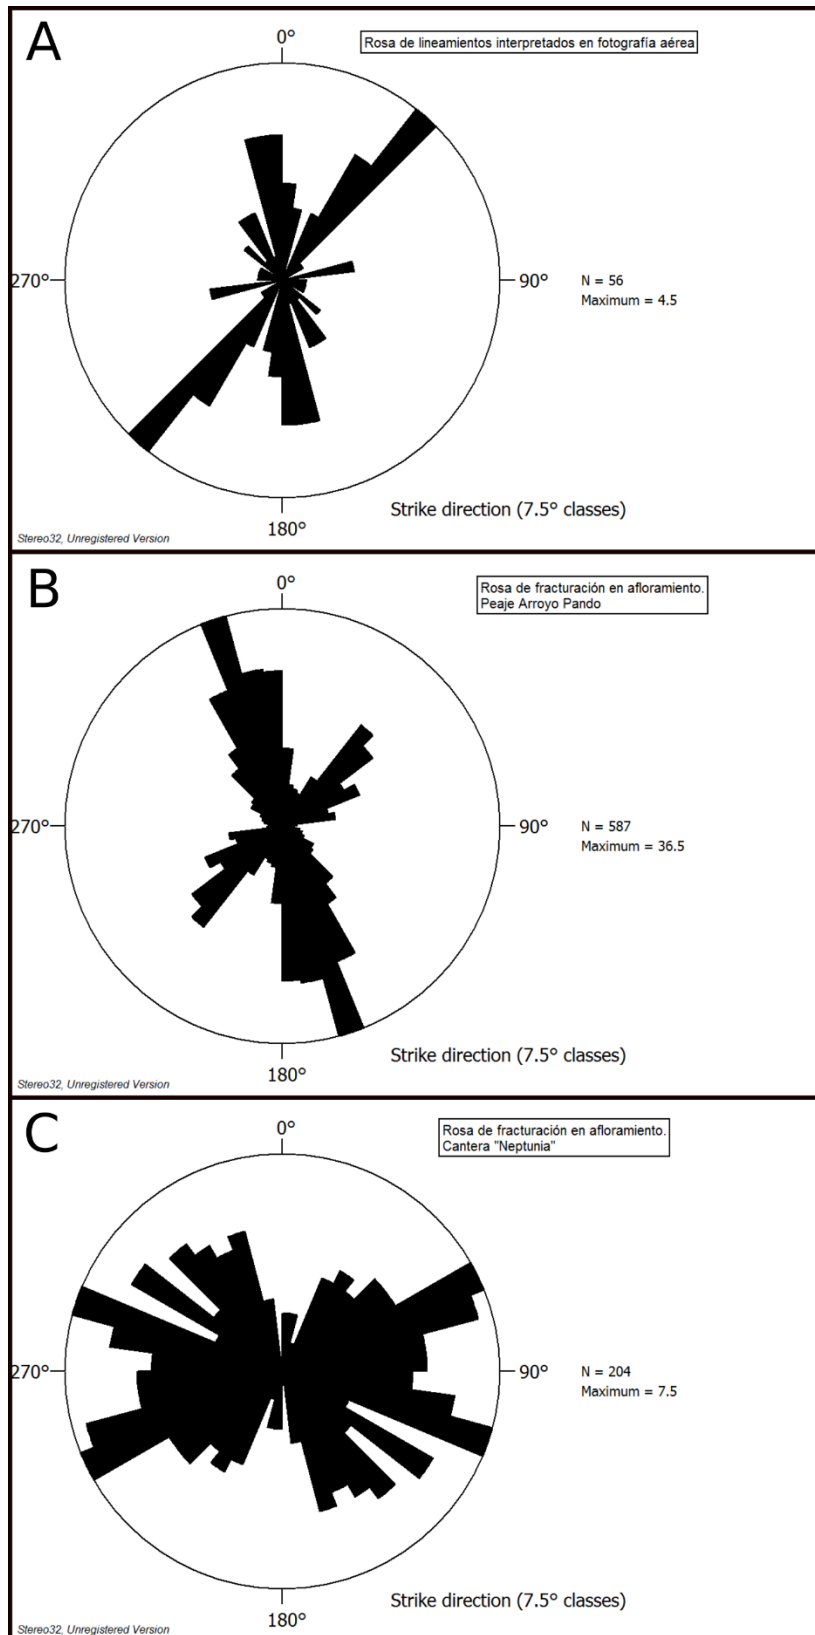 A
Rosa de lineamientos interpretados en fotografía aérea
0°
270°
90°
N = 56
Maximum = 4.5
180°
Strike direction (7.5° classes)
Stereo32, Unregistered Version
B
Rosa de fracturación en afloramiento.
Peaje Arroyo Pando
0°
270°
90°
N = 587
Maximum = 36.5
180°
Strike direction (7.5° classes)
Stereo32, Unregistered Version
C
Rosa de fracturación en afloramiento.
Cantera "Neptunia"
0°
270°
90°
N = 204
Maximum = 7.5
180°
Strike direction (7.5° classes)
Stereo32, Unregistered Version